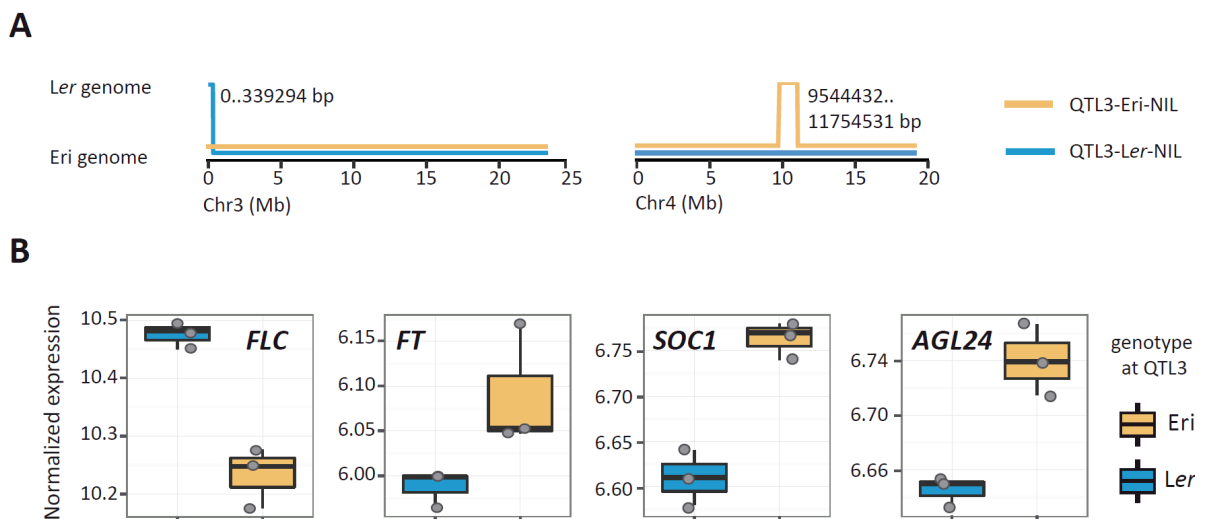 A
Ler genome
Eri genome
0..339294 bp
0 5 10 15 20 25
Chr3 (Mb)
9544432..
11754531 bp
0 5 10 15 20
Chr4 (Mb)
QTL3-Eri-NIL
QTL3-Ler-NIL
B
Normalized expression
10.5
10.4
10.3
10.2
FLC
6.15
6.10
6.05
6.00
FT
6.75
6.70
6.65
6.60
SOC1
6.74
6.70
6.66
AGL24
genotype
at QTL3
Eri
Ler